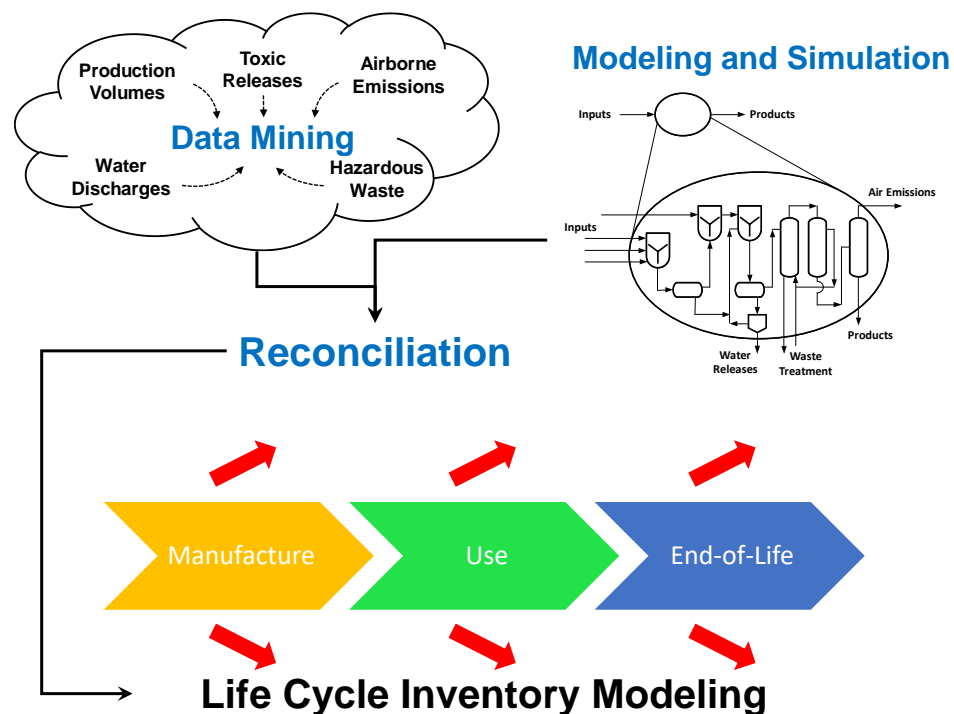 Production
Volumes
Toxic
Releases
Airborne
Emissions
Data Mining
Water
Discharges
Hazardous
Waste
Modeling and Simulation
Inputs
Products
Air Emissions
Inputs
Products
Water
Releases
Waste
Treatment
Reconciliation
Manufacture
Use
End-of-Life
Life Cycle Inventory Modeling